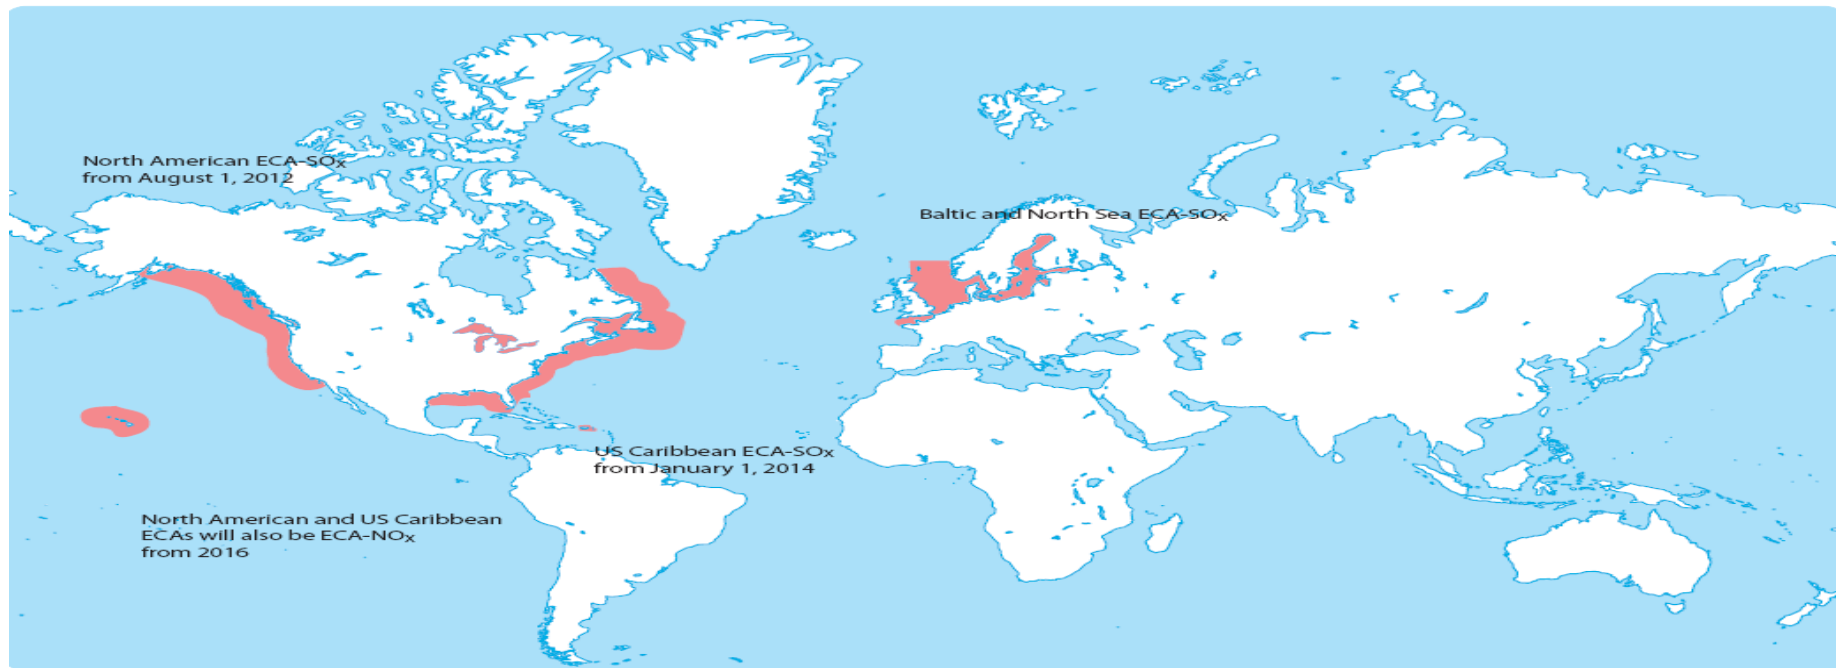 North American ECA-SOx
from August 1, 2012
Baltic and North Sea ECA-SOx
US Caribbean ECA-SOx
from January 1, 2014
North American and US Caribbean
ECAs will also be ECA-NOx
from 2016